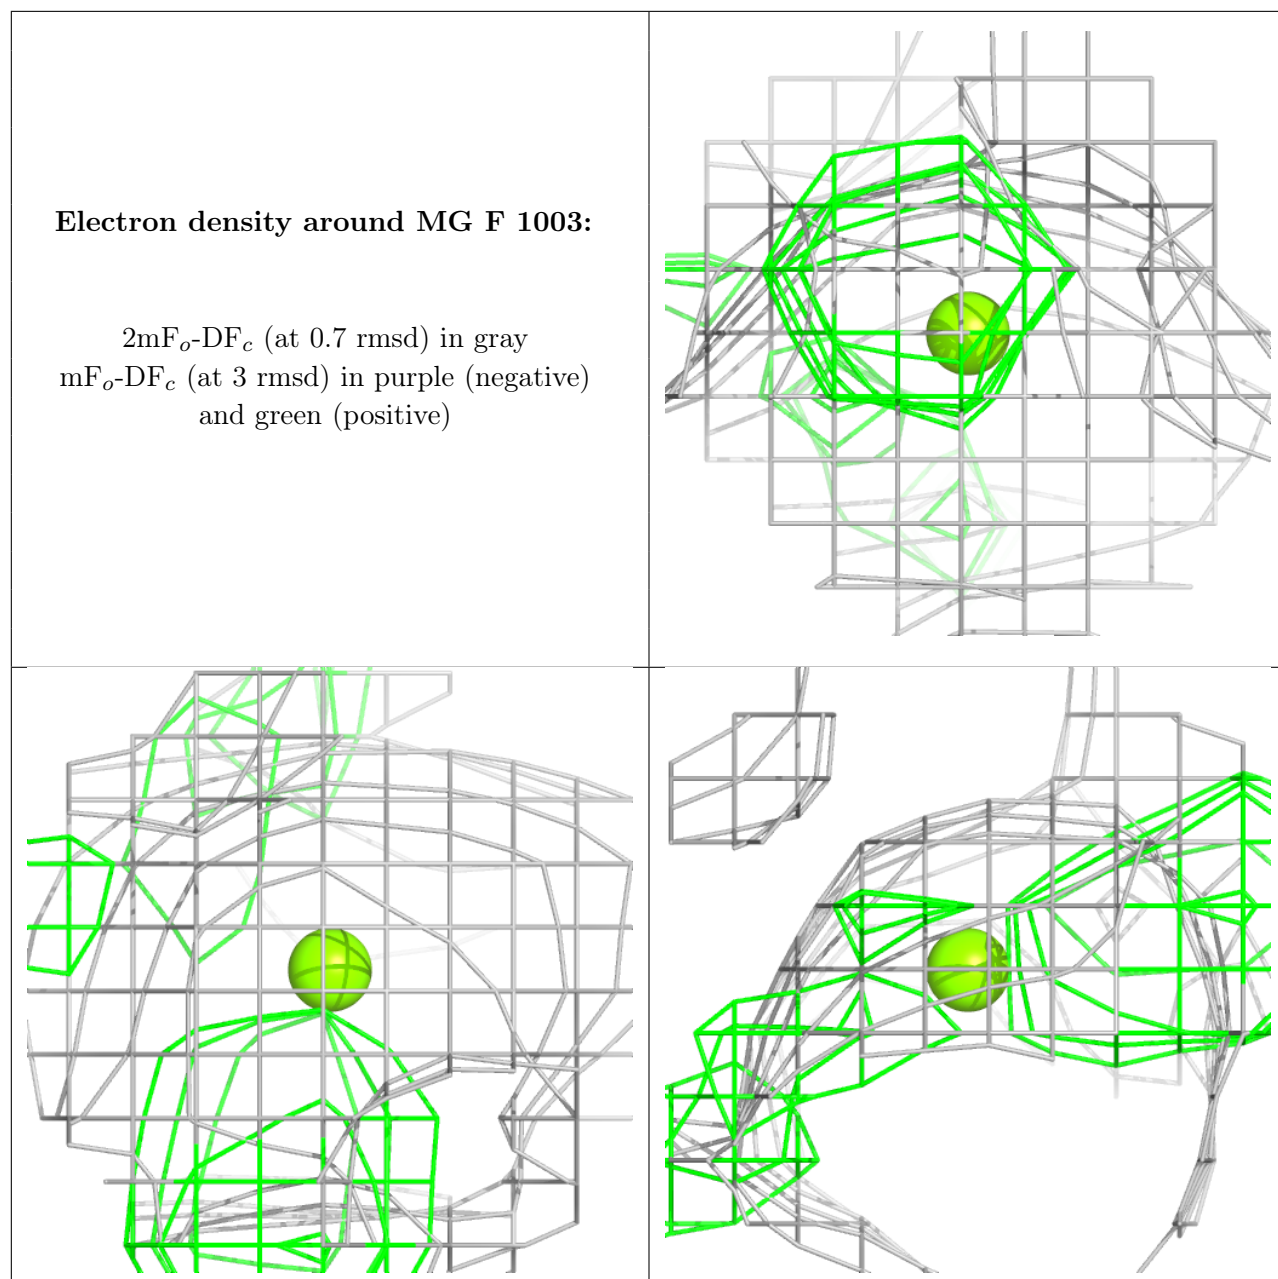 Electron density around MG F 1003:
2mFo-DFc (at 0.7 rmsd) in gray
mFo-DFc (at 3 rmsd) in purple (negative)
and green (positive)